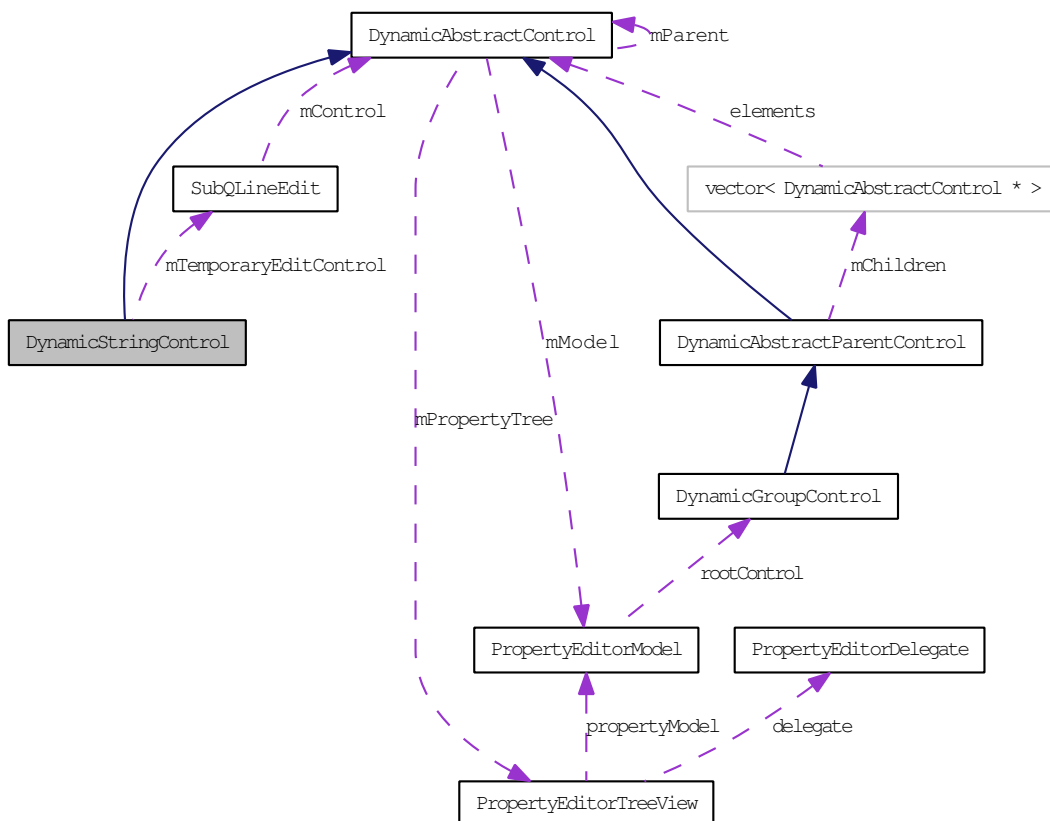 DynamicAbstractControl
mParent
mControl
elements
SubQLineEdit
vector< DynamicAbstractControl * >
mTemporaryEditControl
mChildren
DynamicStringControl
mModel
DynamicAbstractParentControl
mPropertyTree
DynamicGroupControl
rootControl
PropertyEditorModel
PropertyEditorDelegate
propertyModel
delegate
PropertyEditorTreeView